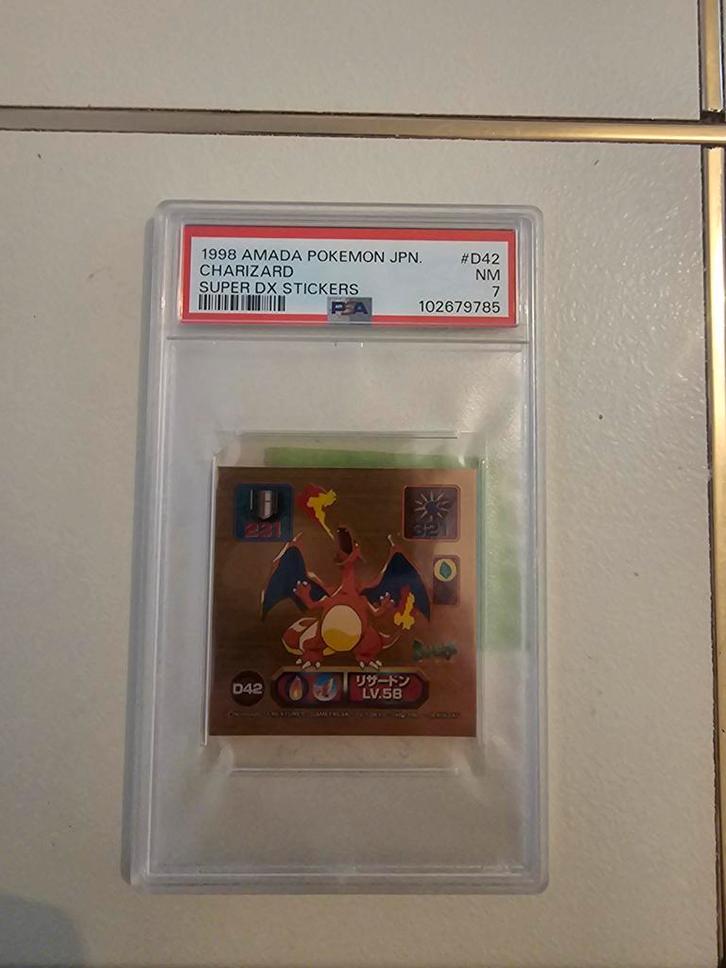 1998 AMADA POKEMON JPN. #D42
CHARIZARD NM
SUPER DX STICKERS 7
PSA 102679785
221 321
D42 リザードン
LV.58